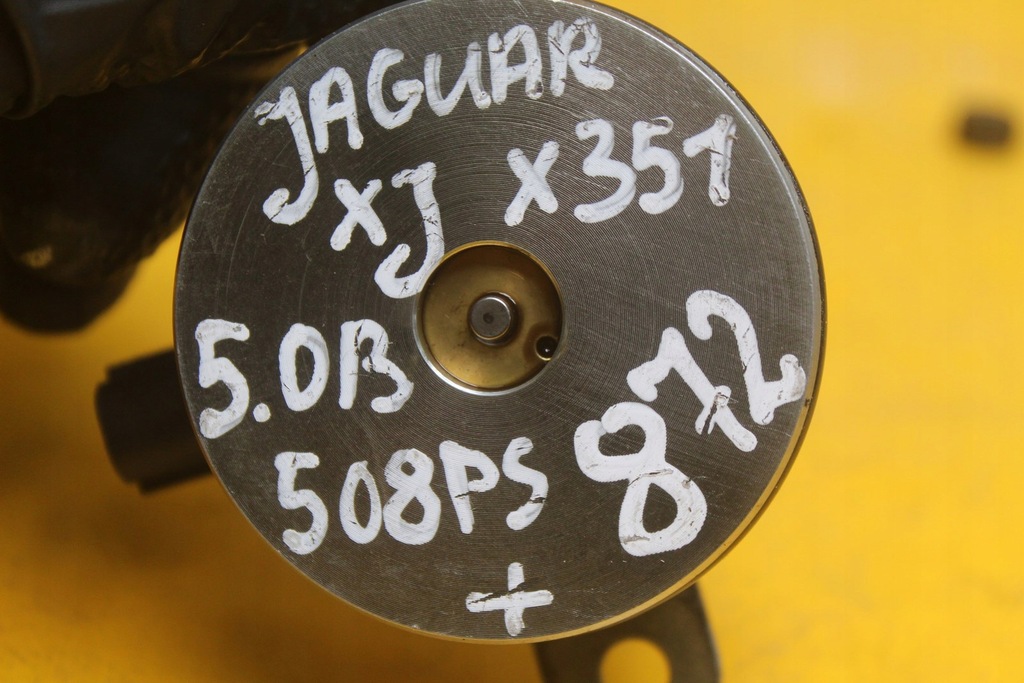 JAGUAR
XJ X351
5.0B
508PS
872
+